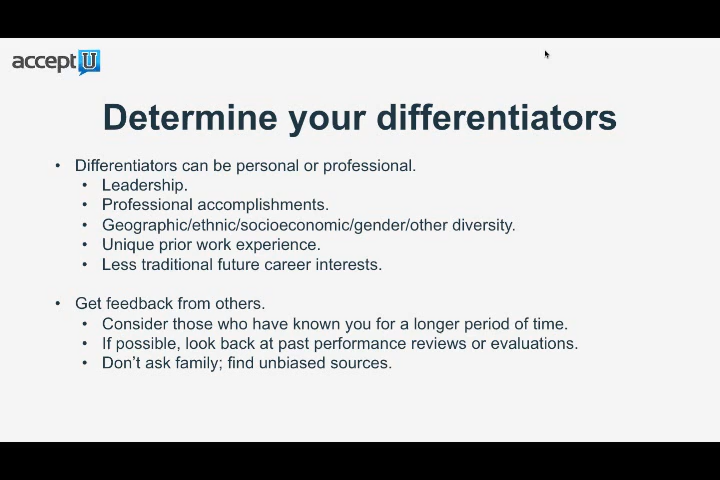 acceptU
Determine your differentiators
• Differentiators can be personal or professional.
• Leadership.
• Professional accomplishments.
• Geographic/ethnic/socioeconomic/gender/other diversity.
• Unique prior work experience.
• Less traditional future career interests.
• Get feedback from others.
• Consider those who have known you for a longer period of time.
• If possible, look back at past performance reviews or evaluations.
• Don't ask family; find unbiased sources.